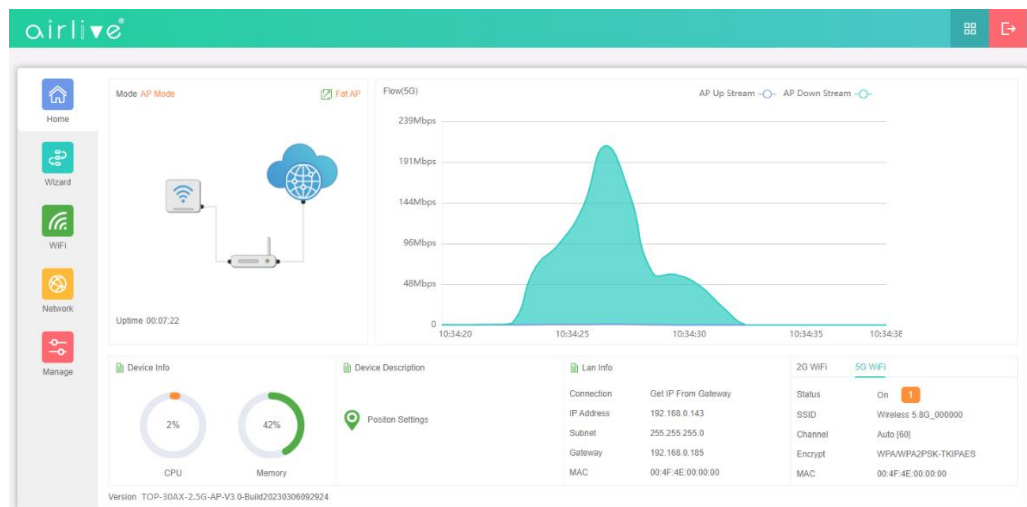 airlive®
Home
Wizard
WiFi
Network
Manage
Mode AP Mode
Fat AP
Uptime 00:07:22
Flow(5G)
AP Up Stream
AP Down Stream
239Mbps
191Mbps
144Mbps
96Mbps
48Mbps
0
10:34:20
10:34:25
10:34:30
10:34:35
10:34:38
Device Info
2%
42%
CPU
Memory
Device Description
Positon Settings
Lan Info
Connection Get IP From Gateway
IP Address 192.168.0.143
Subnet 255.255.255.0
Gateway 192.168.0.185
MAC 00:4F:4E:00:00:00
2G WiFi 5G WiFi
Status On 1
SSID Wireless 5.8G_000000
Channel Auto [60]
Encrypt WPA/WPA2PSK-TKIPAES
MAC 00:4F:4E:00:00:00
Version TOP-30AX-2.5G-AP-V3.0-Build20230306092924